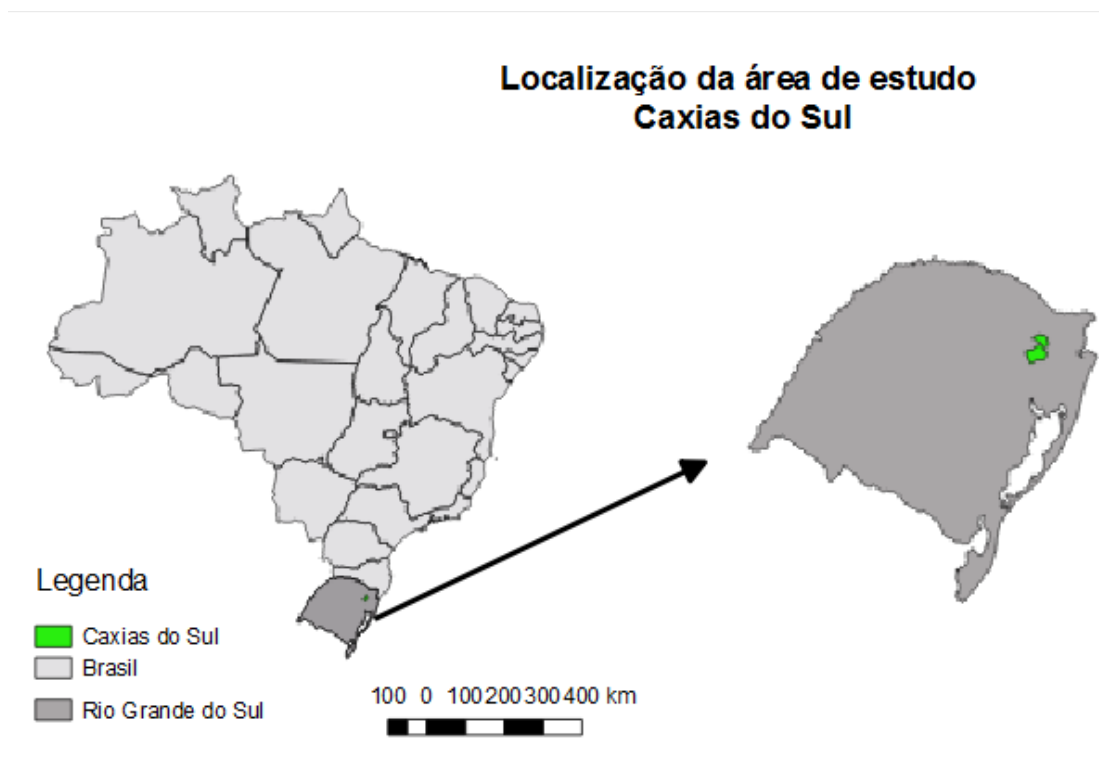 Localização da área de estudo
Caxias do Sul
Legenda
Caxias do Sul
Brasil
Rio Grande do Sul
100 0 100 200 300 400 km